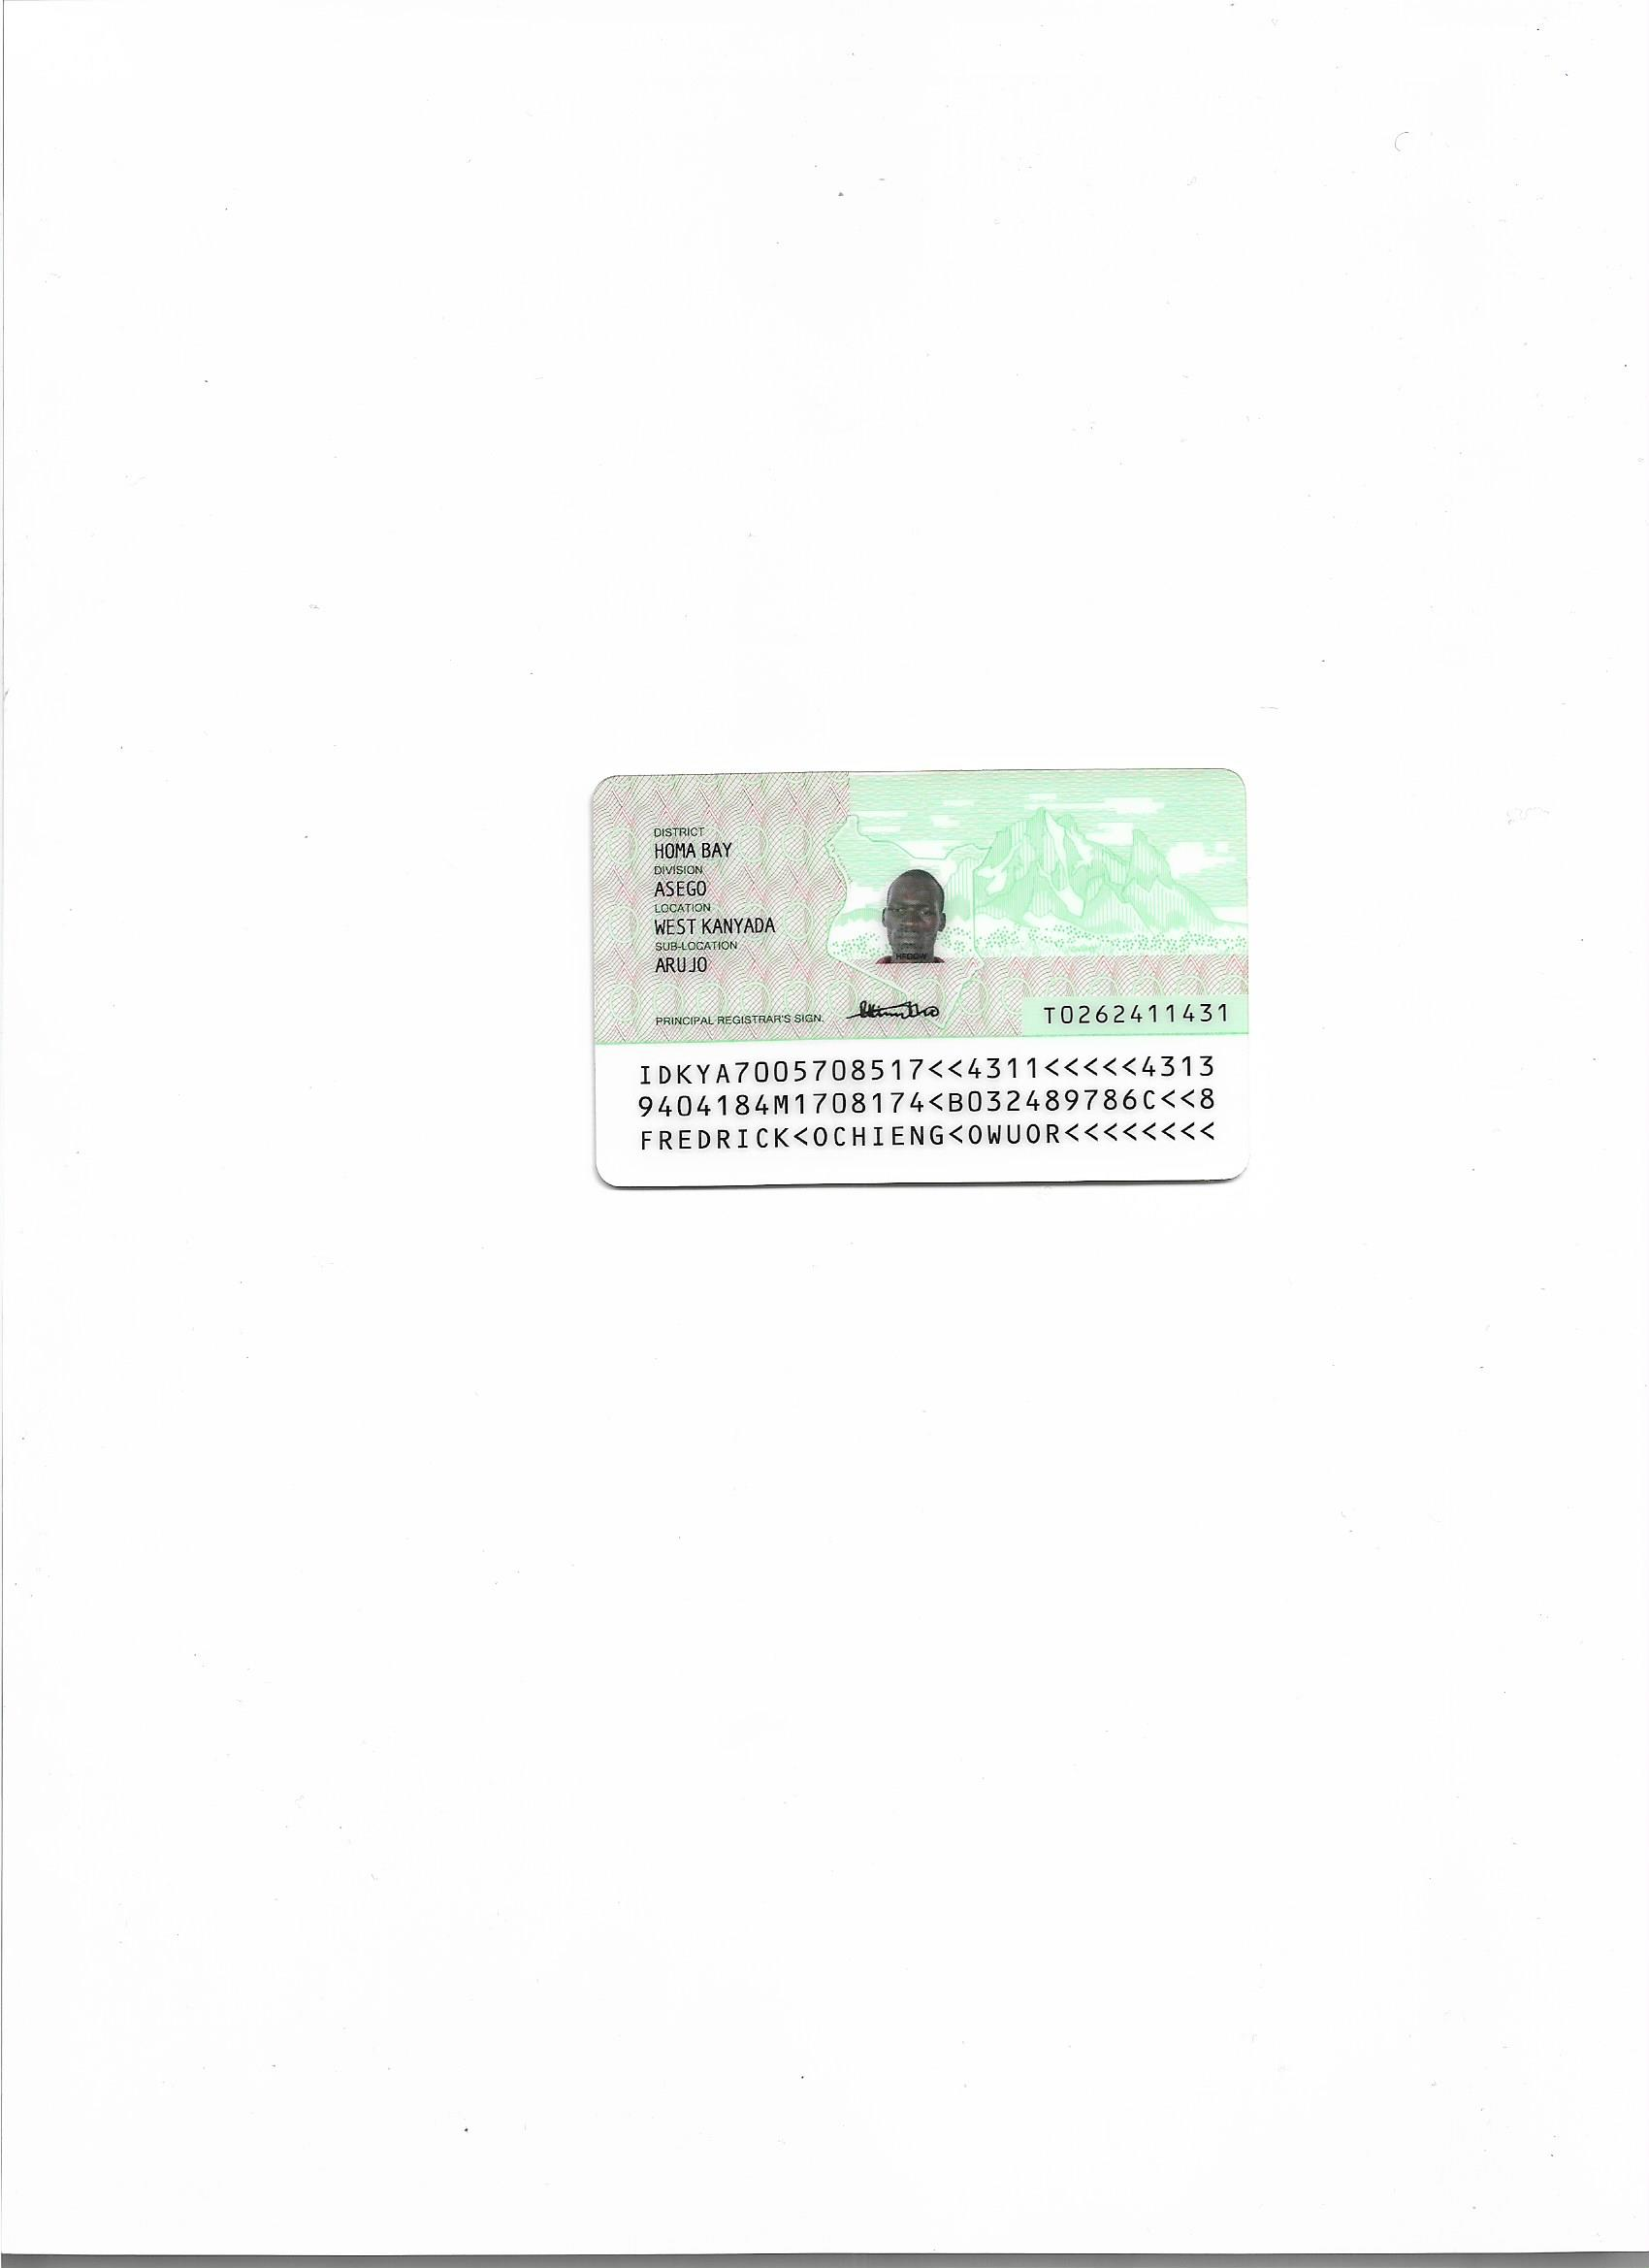 DISTRICT
HOMA BAY
DIVISION
ASEGO
LOCATION
WEST KANYADA
SUB-LOCATION
ARUJO
PRINCIPAL REGISTRAR'S SIGN.
T0262411431
IDKYA7005708517<<4311<<<<<4313
9404184M1708174<B032489786C<<8
FREDRICK<OCHIENG<OWUOR<<<<<<<<